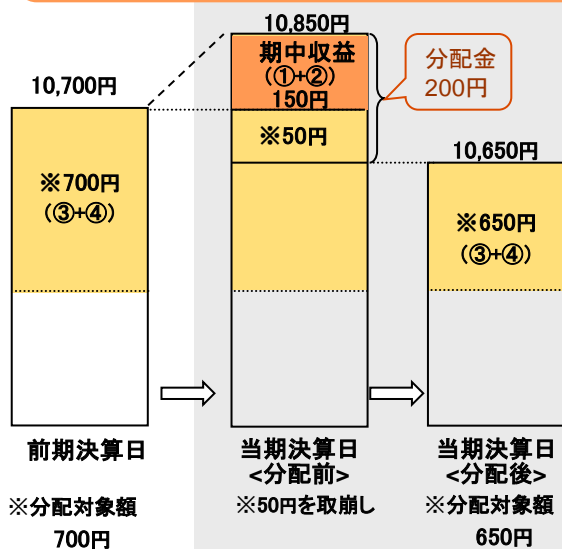 10,850円
期中収益
(①+②)
150円
分配金
200円
10,700円
※50円
10,650円
※700円
(③+④)
※650円
(③+④)
前期決算日
当期決算日
<分配前>
当期決算日
<分配後>
※分配対象額
700円
※50円を取崩し
※分配対象額
650円